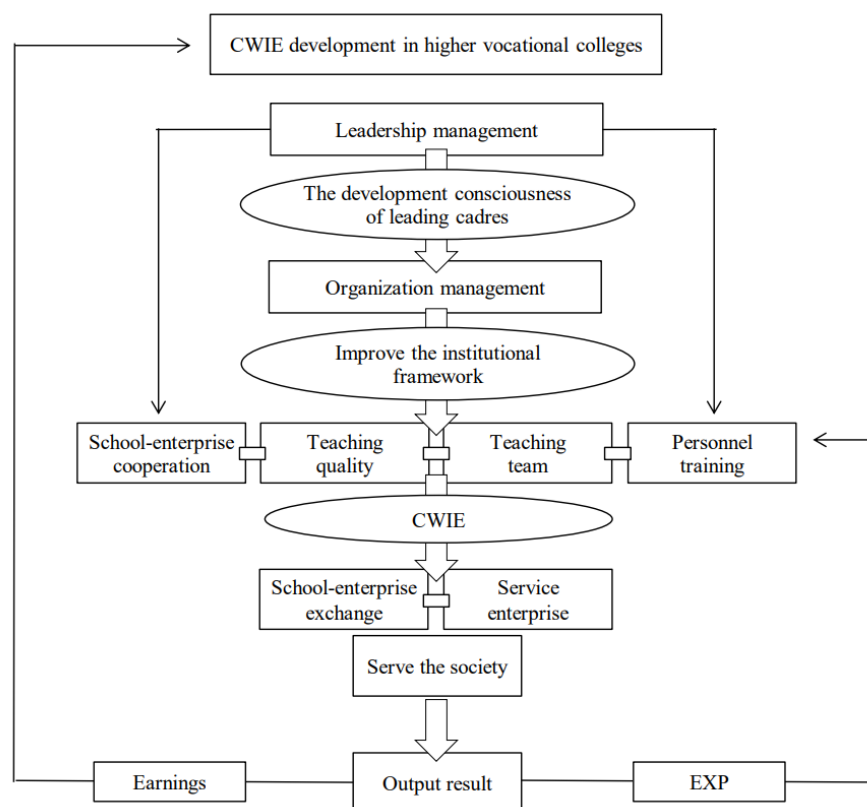 CWIE development in higher vocational colleges
Leadership management
The development consciousness
of leading cadres
Organization management
Improve the institutional
framework
School-enterprise
cooperation
Teaching
quality
Teaching
team
Personnel
training
CWIE
School-enterprise
exchange
Service
enterprise
Serve the society
Earnings
Output result
EXP